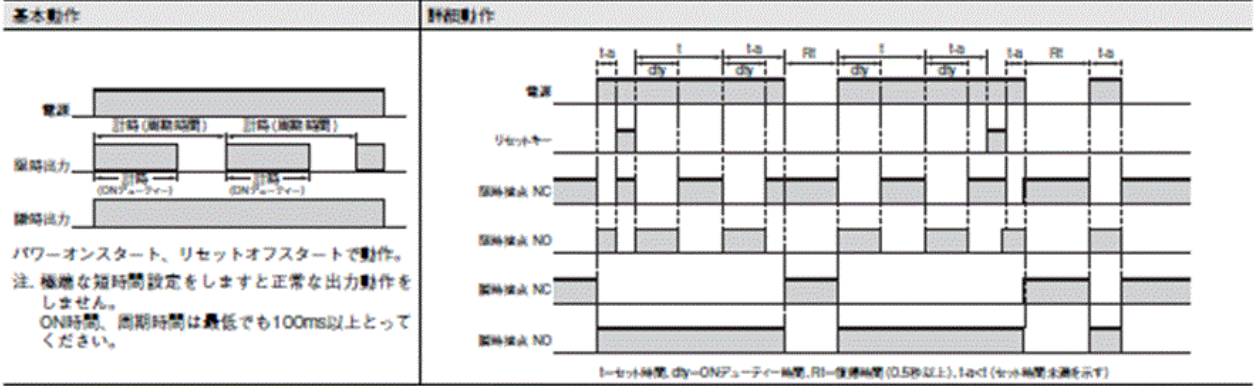 基本動作
詳細動作
電源
計時(周期時間)
計時(周期時間)
限時出力
計時
(ONデューティー)
計時
(ONデューティー)
瞬時出力
パワーオンスタート、リセットオフスタートで動作。
注. 極端な短時間設定をしますと正常な出力動作を
しません。
ON時間、周期時間は最低でも100ms以上とって
ください。
t-a
t
t-a
Rt
t
t-a
t-a
Rt
t-a
dty
dty
dty
dty
電源
リセットキー
限時接点 NC
限時接点 NO
瞬時接点 NC
瞬時接点 NO
t=セット時間, dty=ONデューティー時間, Rt=復帰時間(0.5秒以上), t-a<t (セット時間未満を示す)